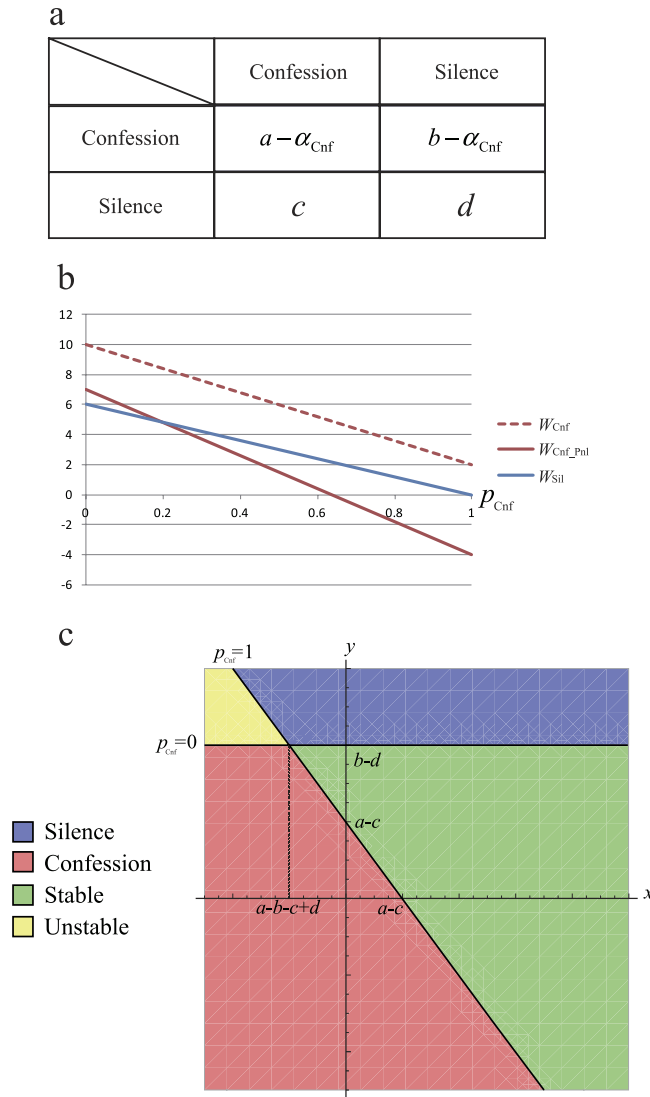 a
Confession Silence
Confession a − αCnf b − αCnf
Silence c d
b
12
10
8
6
4
2
0
-2
-4
-6
0 0.2 0.4 0.6 0.8 1
pCnf
WCnf
WCnf_Pnl
WSil
c
pCnf=1
y
pCnf=0
b-d
a-c
a-b-c+d
a-c
x
Silence
Confession
Stable
Unstable